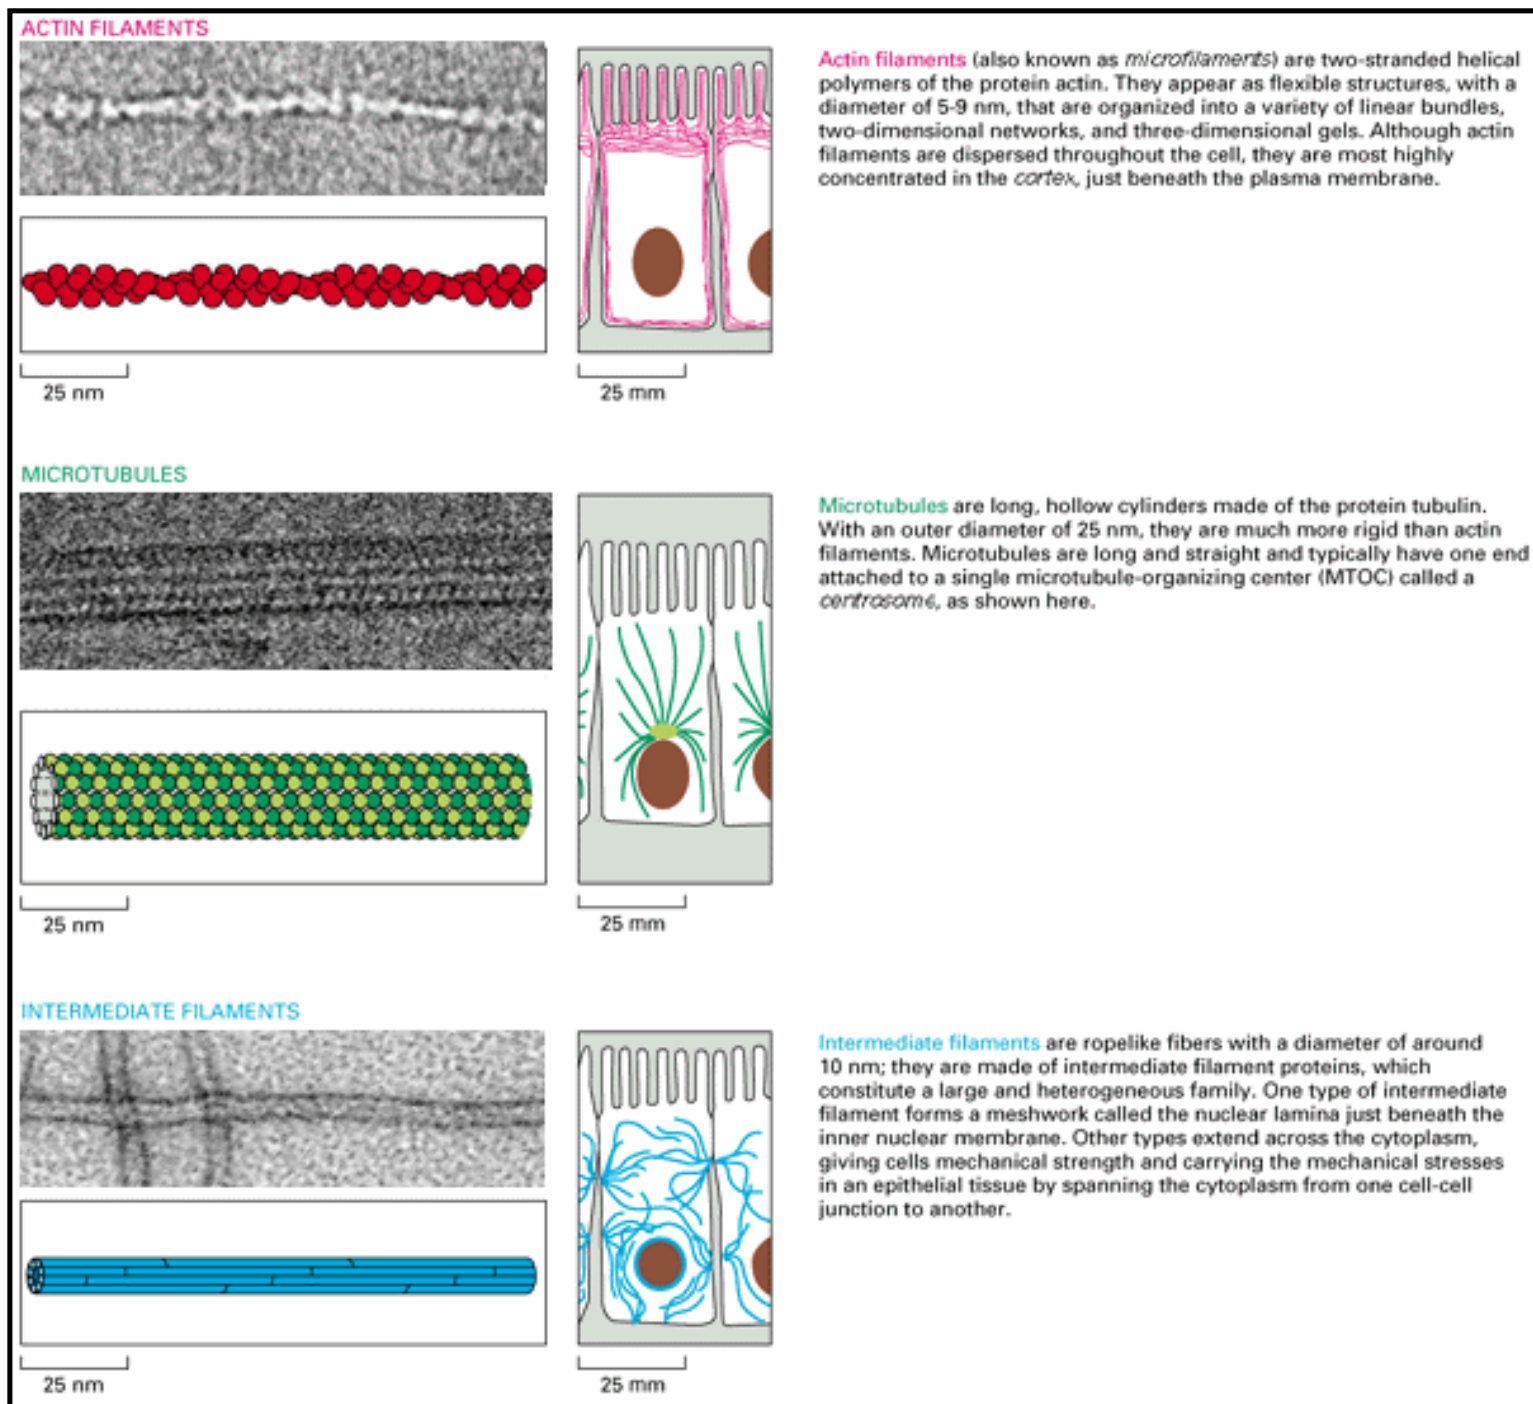 ACTIN FILAMENTS
Actin filaments (also known as microfilaments) are two-stranded helical
polymers of the protein actin. They appear as flexible structures, with a
diameter of 5-9 nm, that are organized into a variety of linear bundles,
two-dimensional networks, and three-dimensional gels. Although actin
filaments are dispersed throughout the cell, they are most highly
concentrated in the cortex, just beneath the plasma membrane.
25 nm
25 mm
MICROTUBULES
Microtubules are long, hollow cylinders made of the protein tubulin.
With an outer diameter of 25 nm, they are much more rigid than actin
filaments. Microtubules are long and straight and typically have one end
attached to a single microtubule-organizing center (MTOC) called a
centrosome, as shown here.
25 nm
25 mm
INTERMEDIATE FILAMENTS
Intermediate filaments are ropelike fibers with a diameter of around
10 nm; they are made of intermediate filament proteins, which
constitute a large and heterogeneous family. One type of intermediate
filament forms a meshwork called the nuclear lamina just beneath the
inner nuclear membrane. Other types extend across the cytoplasm,
giving cells mechanical strength and carrying the mechanical stresses
in an epithelial tissue by spanning the cytoplasm from one cell-cell
junction to another.
25 nm
25 mm